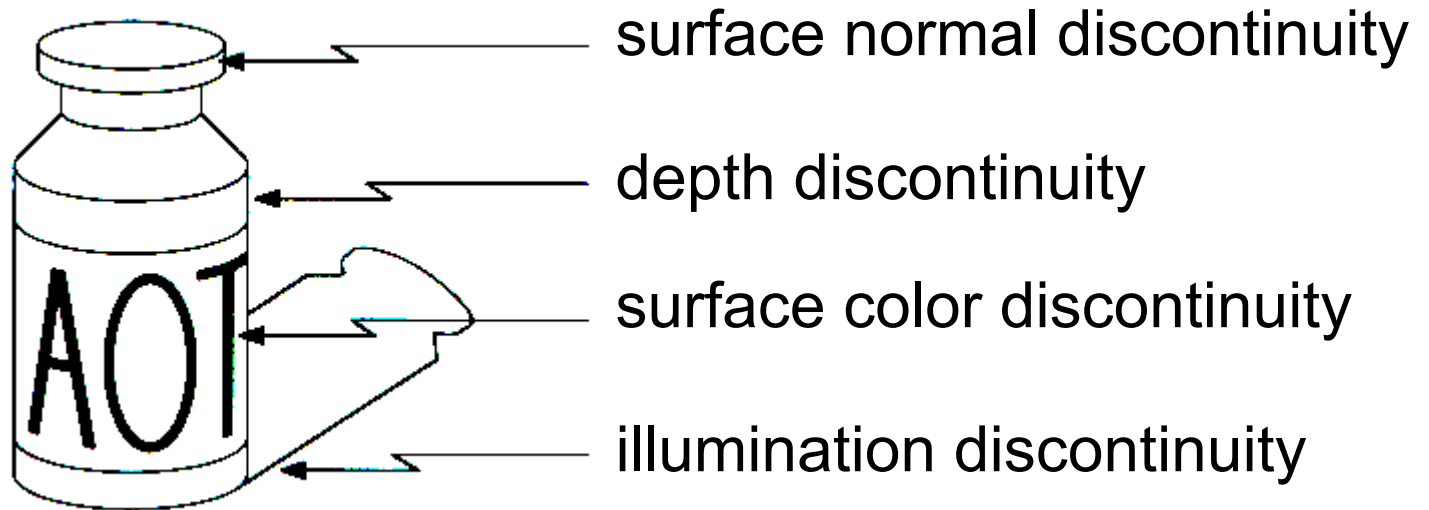 surface normal discontinuity
depth discontinuity
AOT
surface color discontinuity
illumination discontinuity